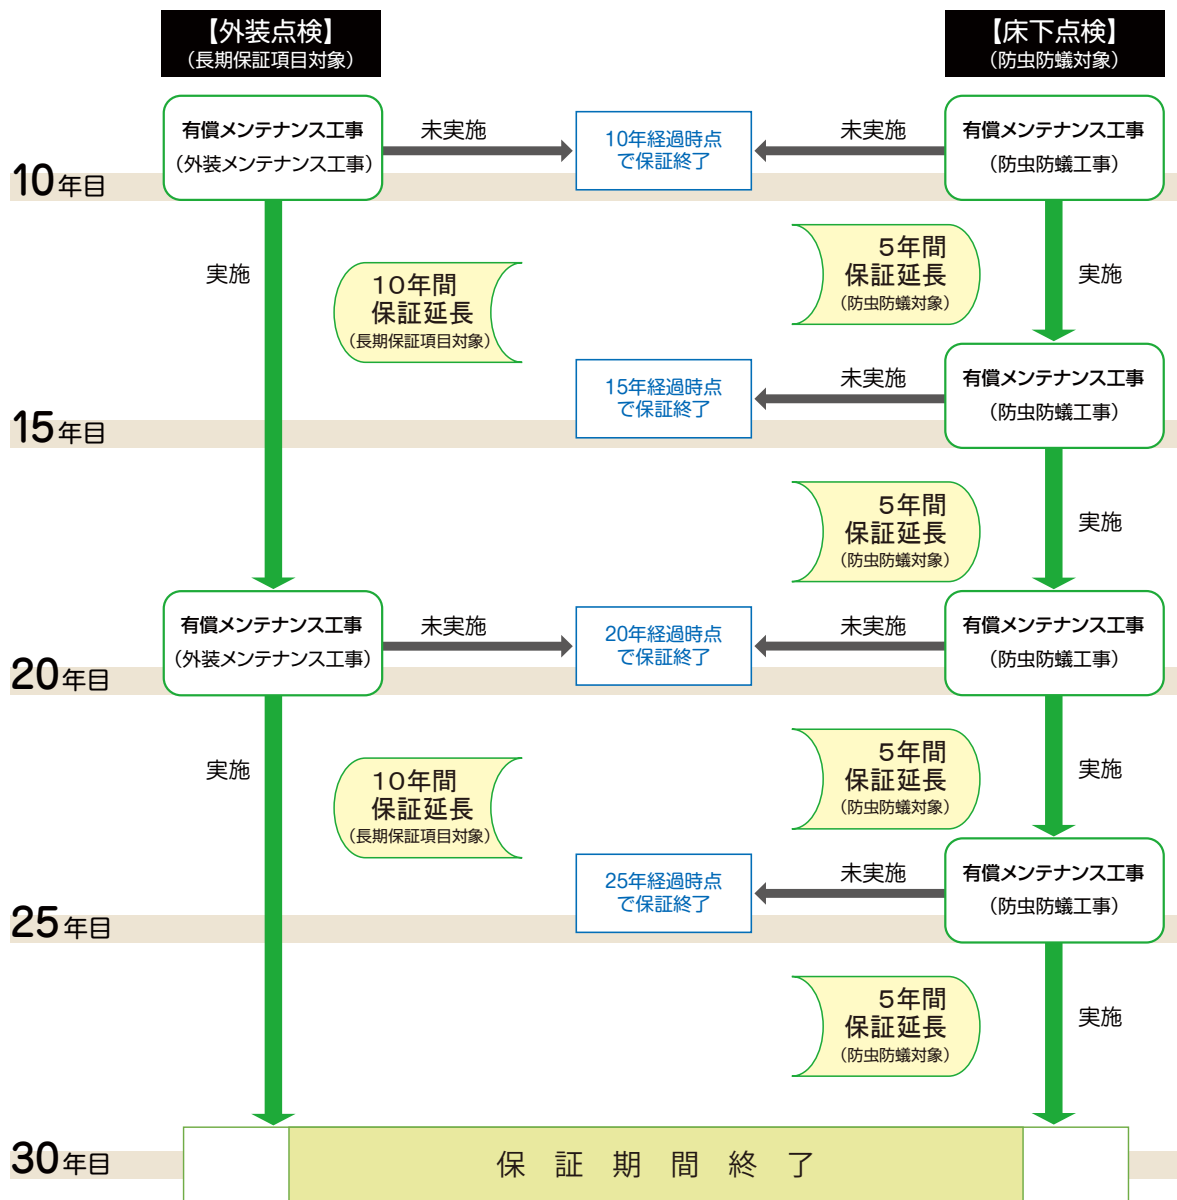 【外装点検】
（長期保証項目対象）
【床下点検】
（防虫防蟻対象）
10年目
有償メンテナンス工事
（外装メンテナンス工事）
未実施
10年経過時点
で保証終了
未実施
有償メンテナンス工事
（防虫防蟻工事）
実施
10年間
保証延長
（長期保証項目対象）
5年間
保証延長
（防虫防蟻対象）
実施
15年目
15年経過時点
で保証終了
未実施
有償メンテナンス工事
（防虫防蟻工事）
5年間
保証延長
（防虫防蟻対象）
実施
20年目
有償メンテナンス工事
（外装メンテナンス工事）
未実施
20年経過時点
で保証終了
未実施
有償メンテナンス工事
（防虫防蟻工事）
実施
10年間
保証延長
（長期保証項目対象）
5年間
保証延長
（防虫防蟻対象）
実施
25年目
25年経過時点
で保証終了
未実施
有償メンテナンス工事
（防虫防蟻工事）
5年間
保証延長
（防虫防蟻対象）
実施
30年目
保証期間終了